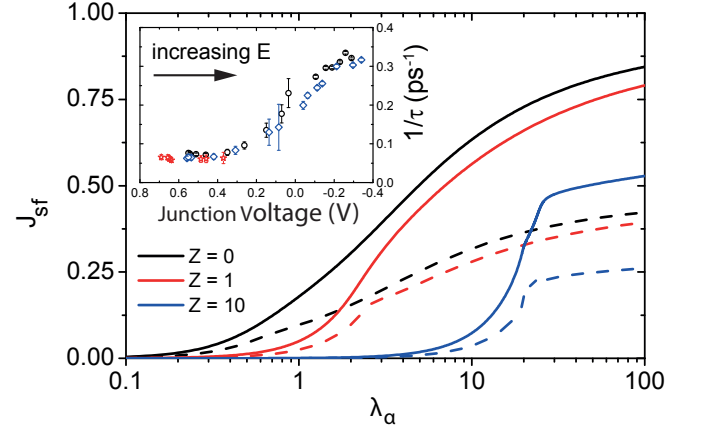 1.00
0.75
0.50
0.25
0.00
J_sf
increasing E
0.4
0.3
0.2
0.1
0.0
1/τ (ps⁻¹)
0.8 0.6 0.4 0.2 0.0 -0.2 -0.4
Junction Voltage (V)
Z = 0
Z = 1
Z = 10
0.1 1 10 100
λ_α